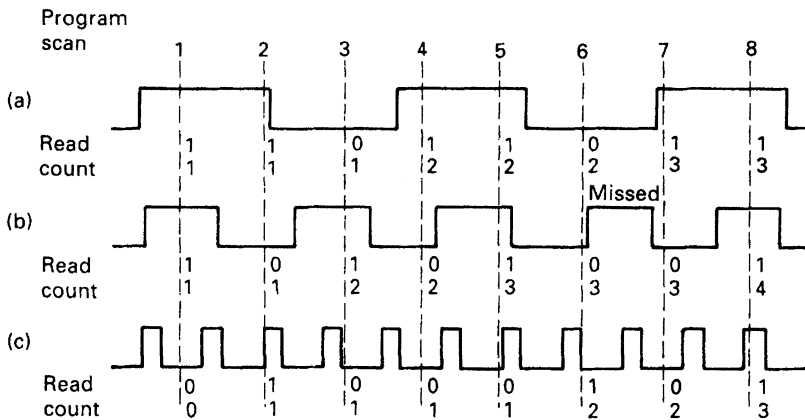 Program
scan 1 2 3 4 5 6 7 8
(a)
Read 1 1 0 1 1 0 1 1
count 1 1 1 2 2 2 3 3
Missed
(b)
Read 1 0 1 0 1 0 0 1
count 1 1 2 2 3 3 3 4
(c)
Read 0 1 0 0 0 1 0 1
count 0 1 1 1 1 2 2 3